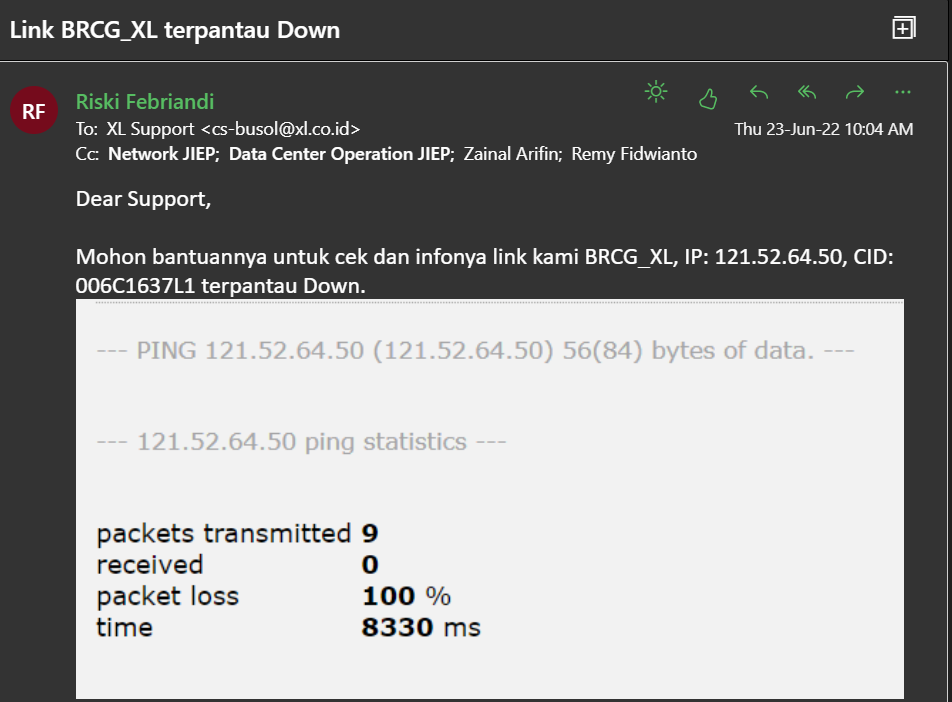 Link BRCG_XL terpantau Down
RF
Riski Febriandi
To: XL Support <cs-busol@xl.co.id>
Thu 23-Jun-22 10:04 AM
Cc: Network JIEP; Data Center Operation JIEP; Zainal Arifin; Remy Fidwianto
Dear Support,
Mohon bantuannya untuk cek dan infonya link kami BRCG_XL, IP: 121.52.64.50, CID:
006C1637L1 terpantau Down.
--- PING 121.52.64.50 (121.52.64.50) 56(84) bytes of data. ---
--- 121.52.64.50 ping statistics ---
packets transmitted 9
received 0
packet loss 100 %
time 8330 ms